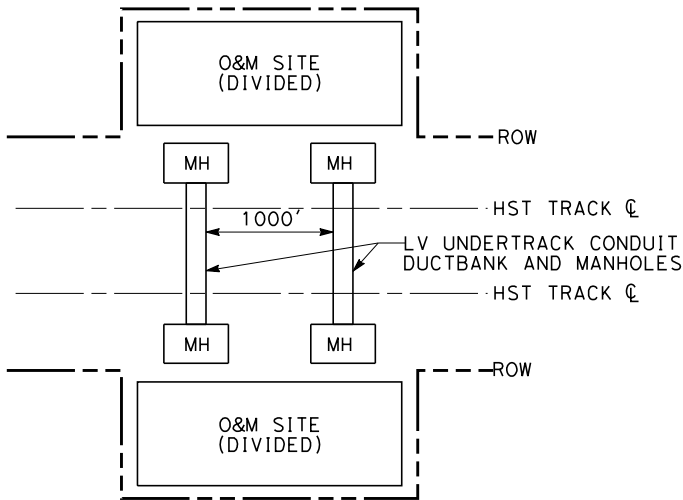 O&M SITE
(DIVIDED)
ROW
MH
MH
HST TRACK ℄
1000'
LV UNDERTRACK CONDUIT
DUCTBANK AND MANHOLES
HST TRACK ℄
MH
MH
ROW
O&M SITE
(DIVIDED)